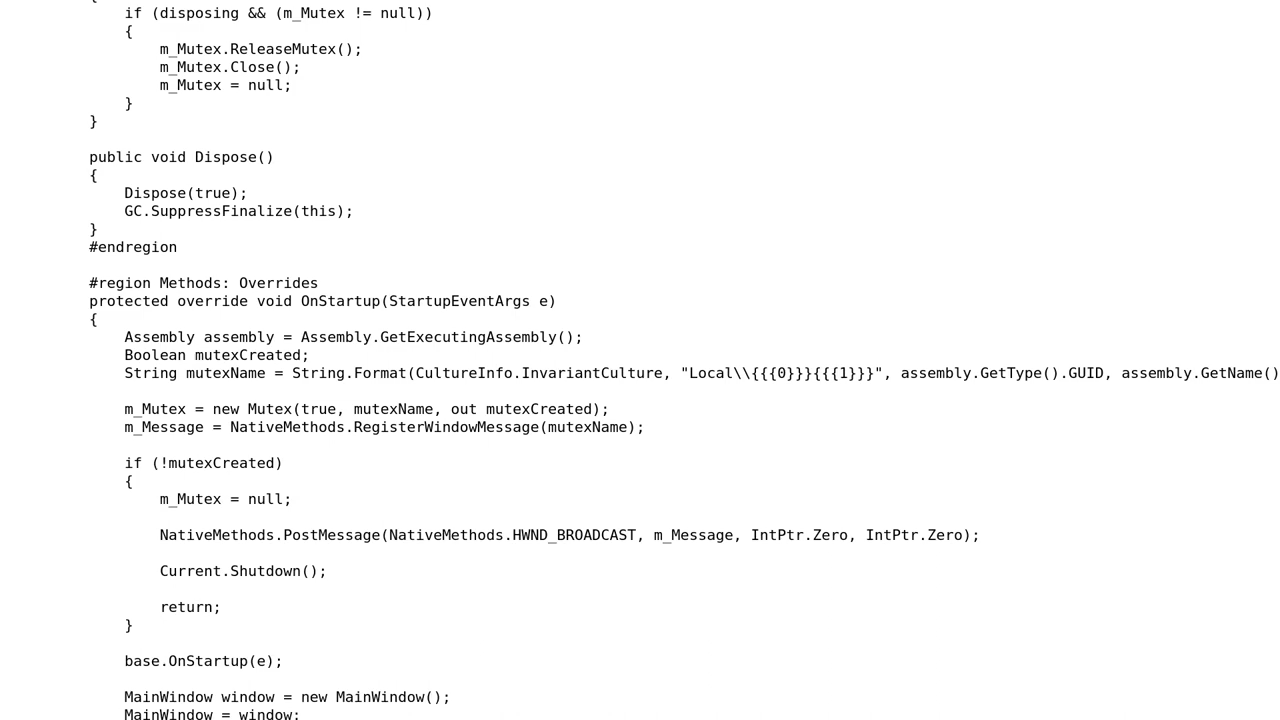 {
    if (disposing && (m_Mutex != null))
    {
        m_Mutex.ReleaseMutex();
        m_Mutex.Close();
        m_Mutex = null;
    }
}

public void Dispose()
{
    Dispose(true);
    GC.SuppressFinalize(this);
}
#endregion

#region Methods: Overrides
protected override void OnStartup(StartupEventArgs e)
{
    Assembly assembly = Assembly.GetExecutingAssembly();
    Boolean mutexCreated;
    String mutexName = String.Format(CultureInfo.InvariantCulture, "Local\\{{{0}}}{{{1}}}", assembly.GetType().GUID, assembly.GetName()

    m_Mutex = new Mutex(true, mutexName, out mutexCreated);
    m_Message = NativeMethods.RegisterWindowMessage(mutexName);

    if (!mutexCreated)
    {
        m_Mutex = null;

        NativeMethods.PostMessage(NativeMethods.HWND_BROADCAST, m_Message, IntPtr.Zero, IntPtr.Zero);

        Current.Shutdown();

        return;
    }

    base.OnStartup(e);

    MainWindow window = new MainWindow();
    MainWindow = window;